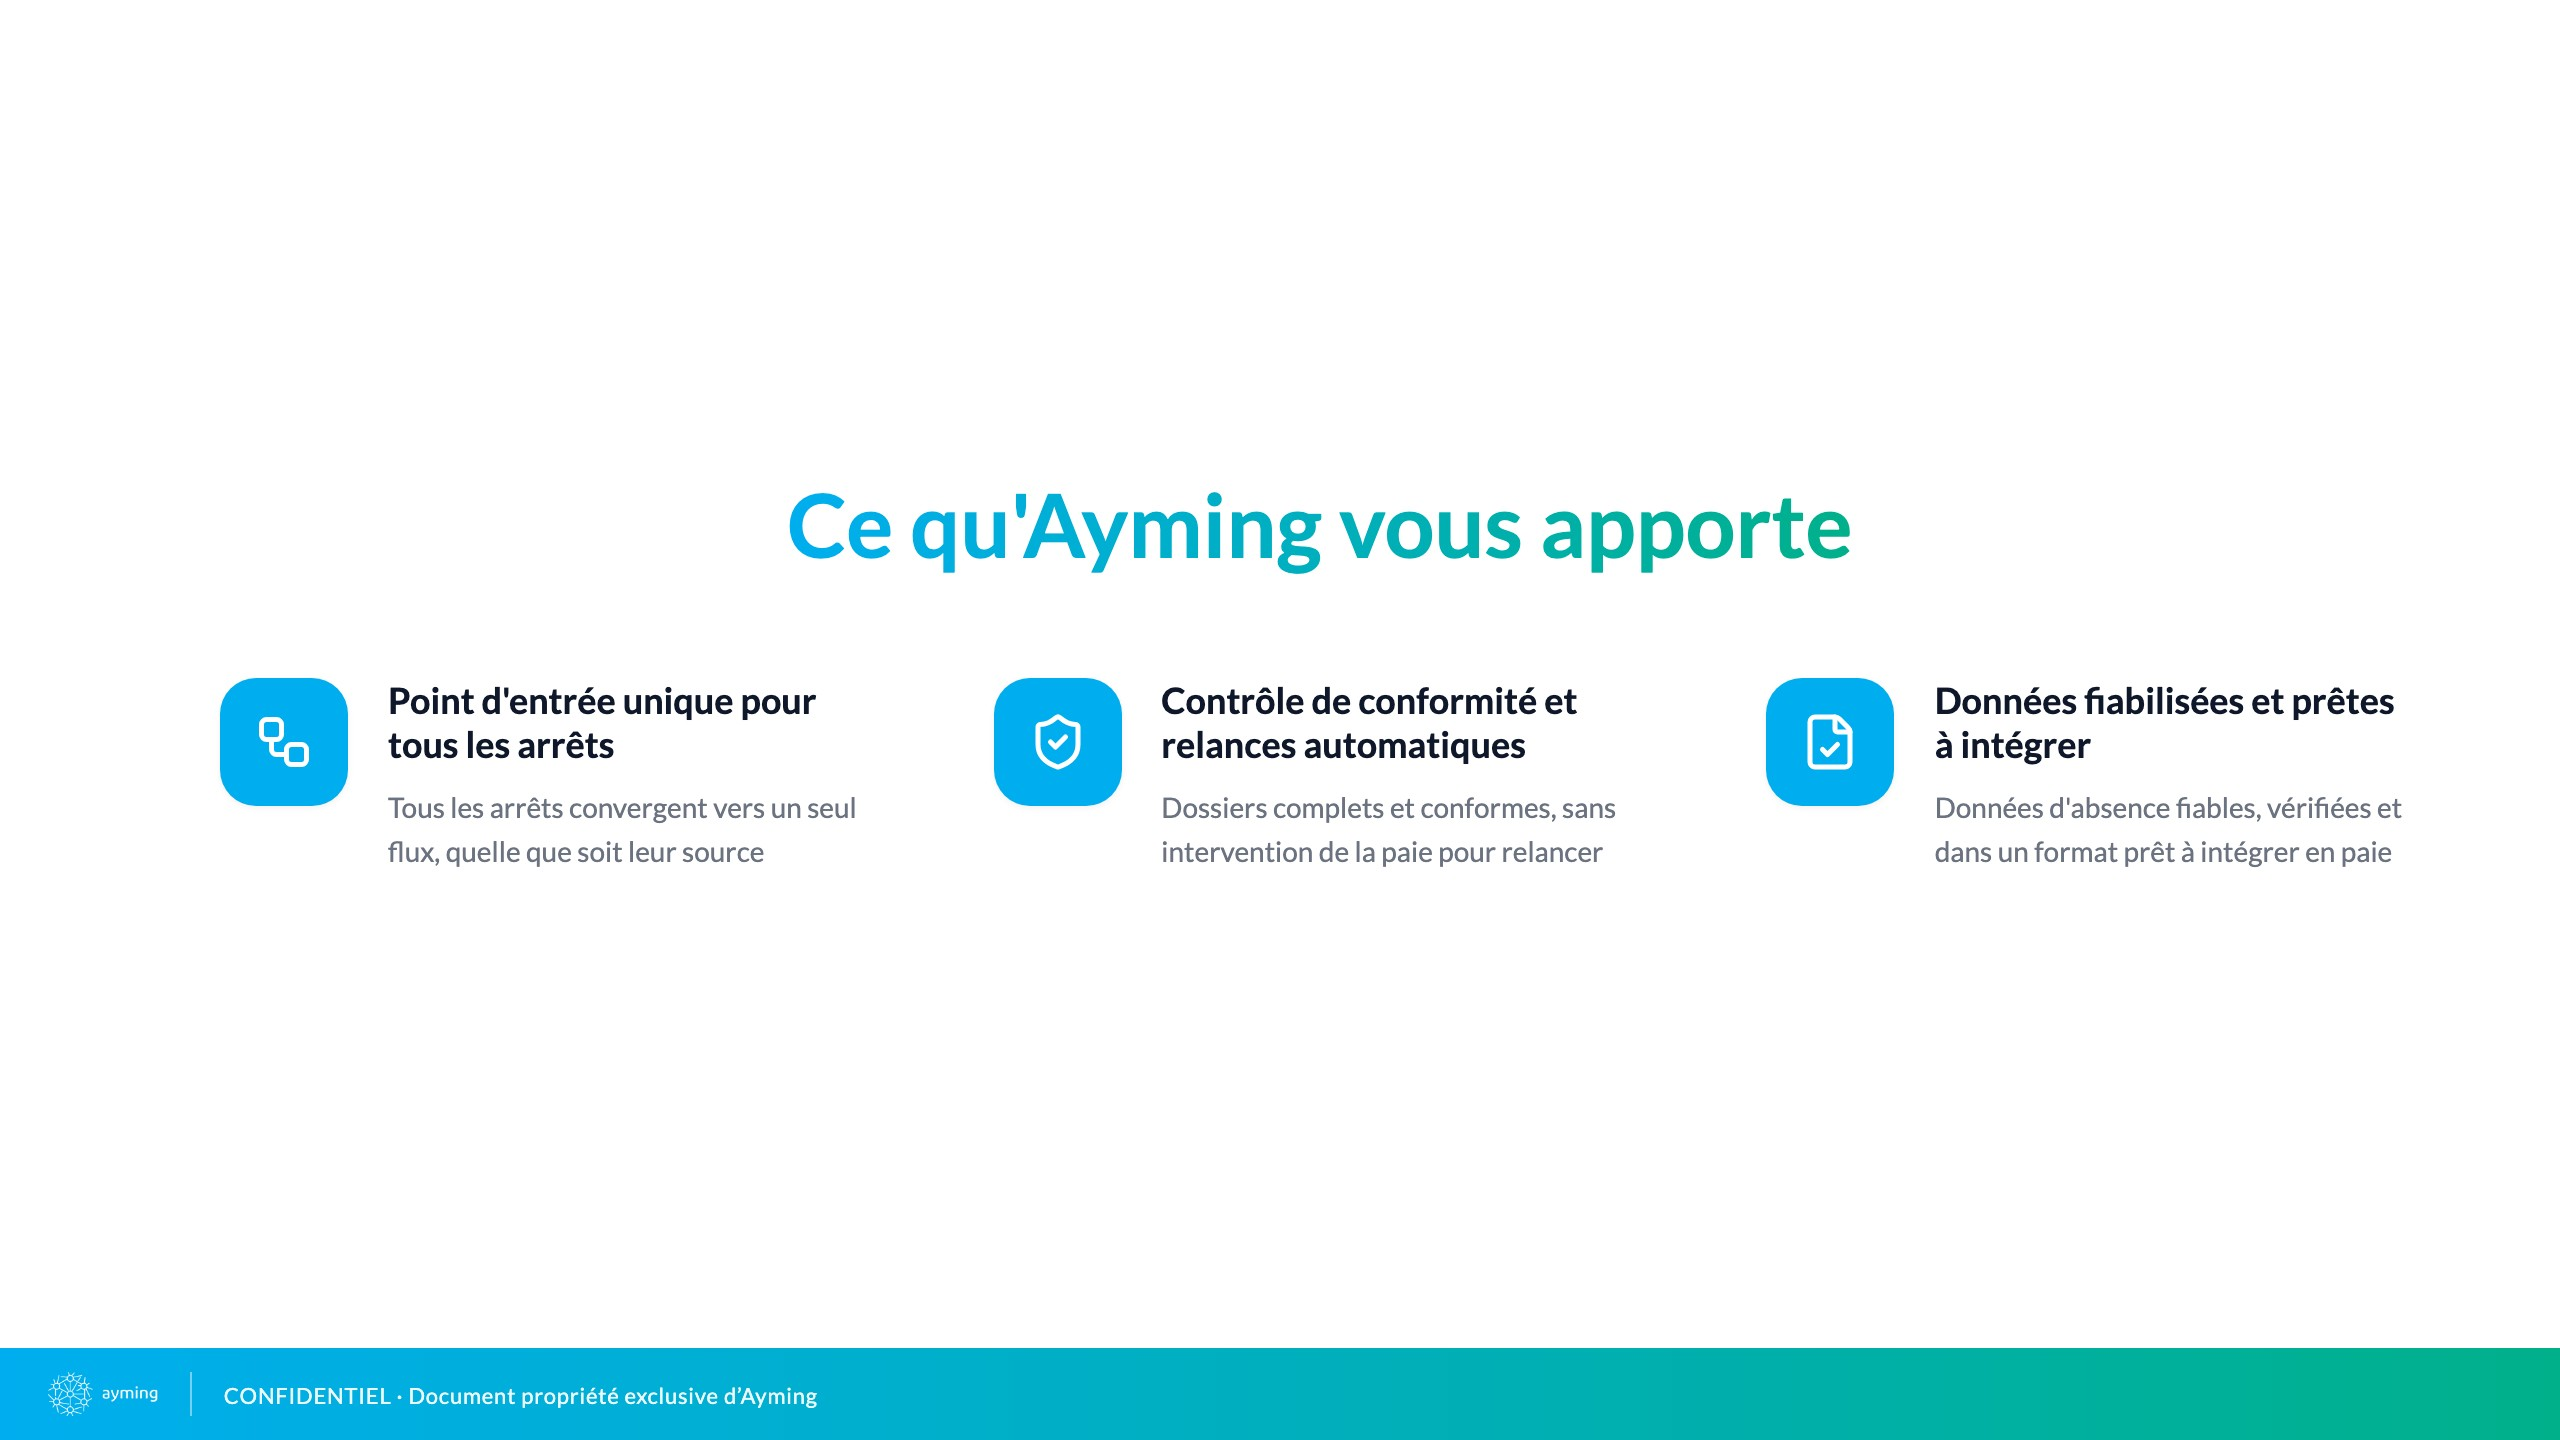 Ce qu'Ayming vous apporte
Point d'entrée unique pour
tous les arrêts
Tous les arrêts convergent vers un seul
flux, quelle que soit leur source
Contrôle de conformité et
relances automatiques
Dossiers complets et conformes, sans
intervention de la paie pour relancer
Données fiabilisées et prêtes
à intégrer
Données d'absence fiables, vérifiées et
dans un format prêt à intégrer en paie
ayming
CONFIDENTIEL · Document propriété exclusive d’Ayming